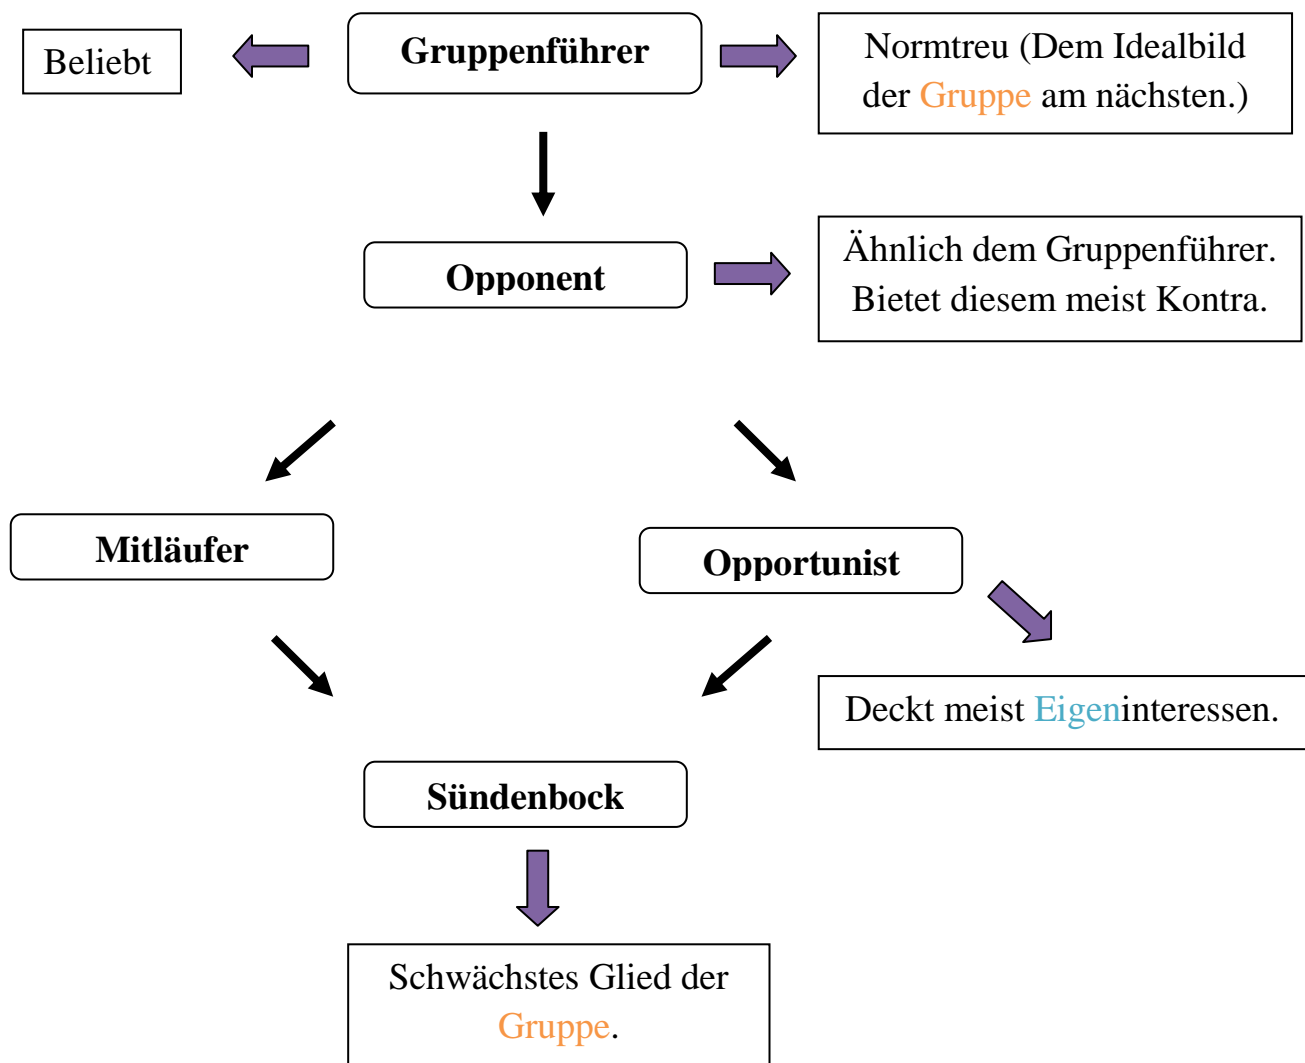 Beliebt
Gruppenführer
Normtreu (Dem Idealbild
der Gruppe am nächsten.)
Opponent
Ähnlich dem Gruppenführer.
Bietet diesem meist Kontra.
Mitläufer
Opportunist
Deckt meist Eigeninteressen.
Sündenbock
Schwächstes Glied der
Gruppe.